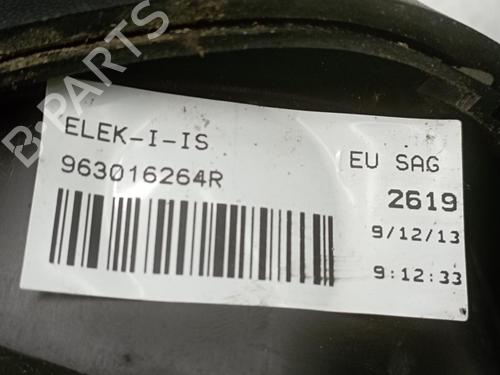 B-PARTS
ELEK-I-IS
963016264R
EU SAG
2619
9/12/13
9:12:33